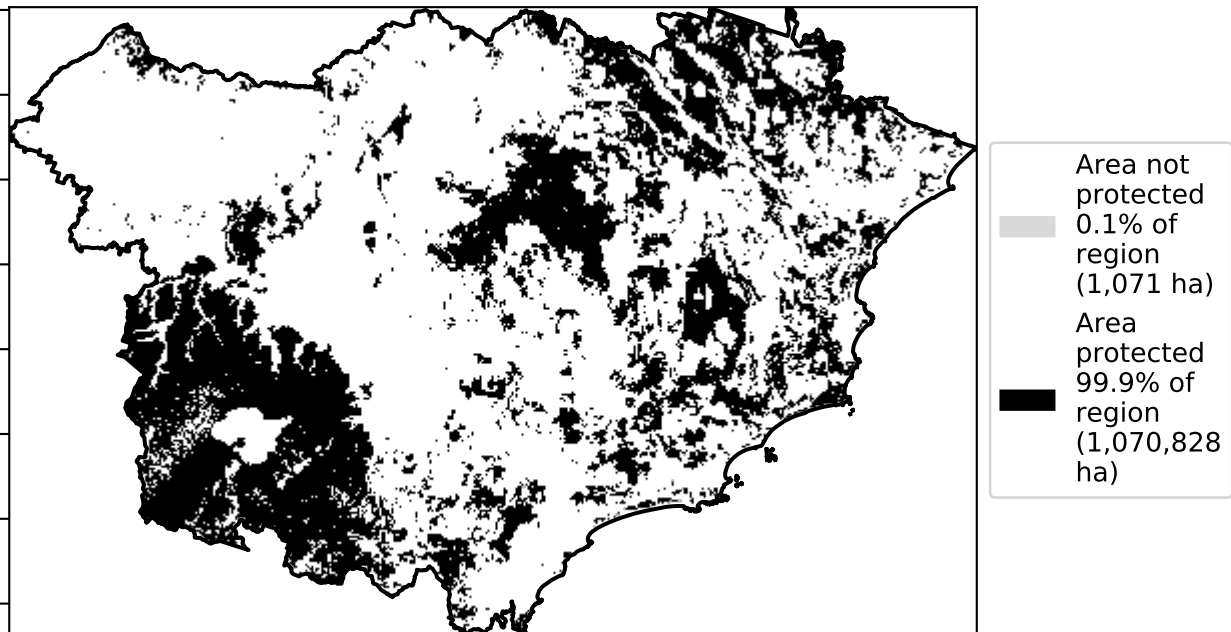 Area not
protected
0.1% of
region
(1,071 ha)
Area
protected
99.9% of
region
(1,070,828
ha)